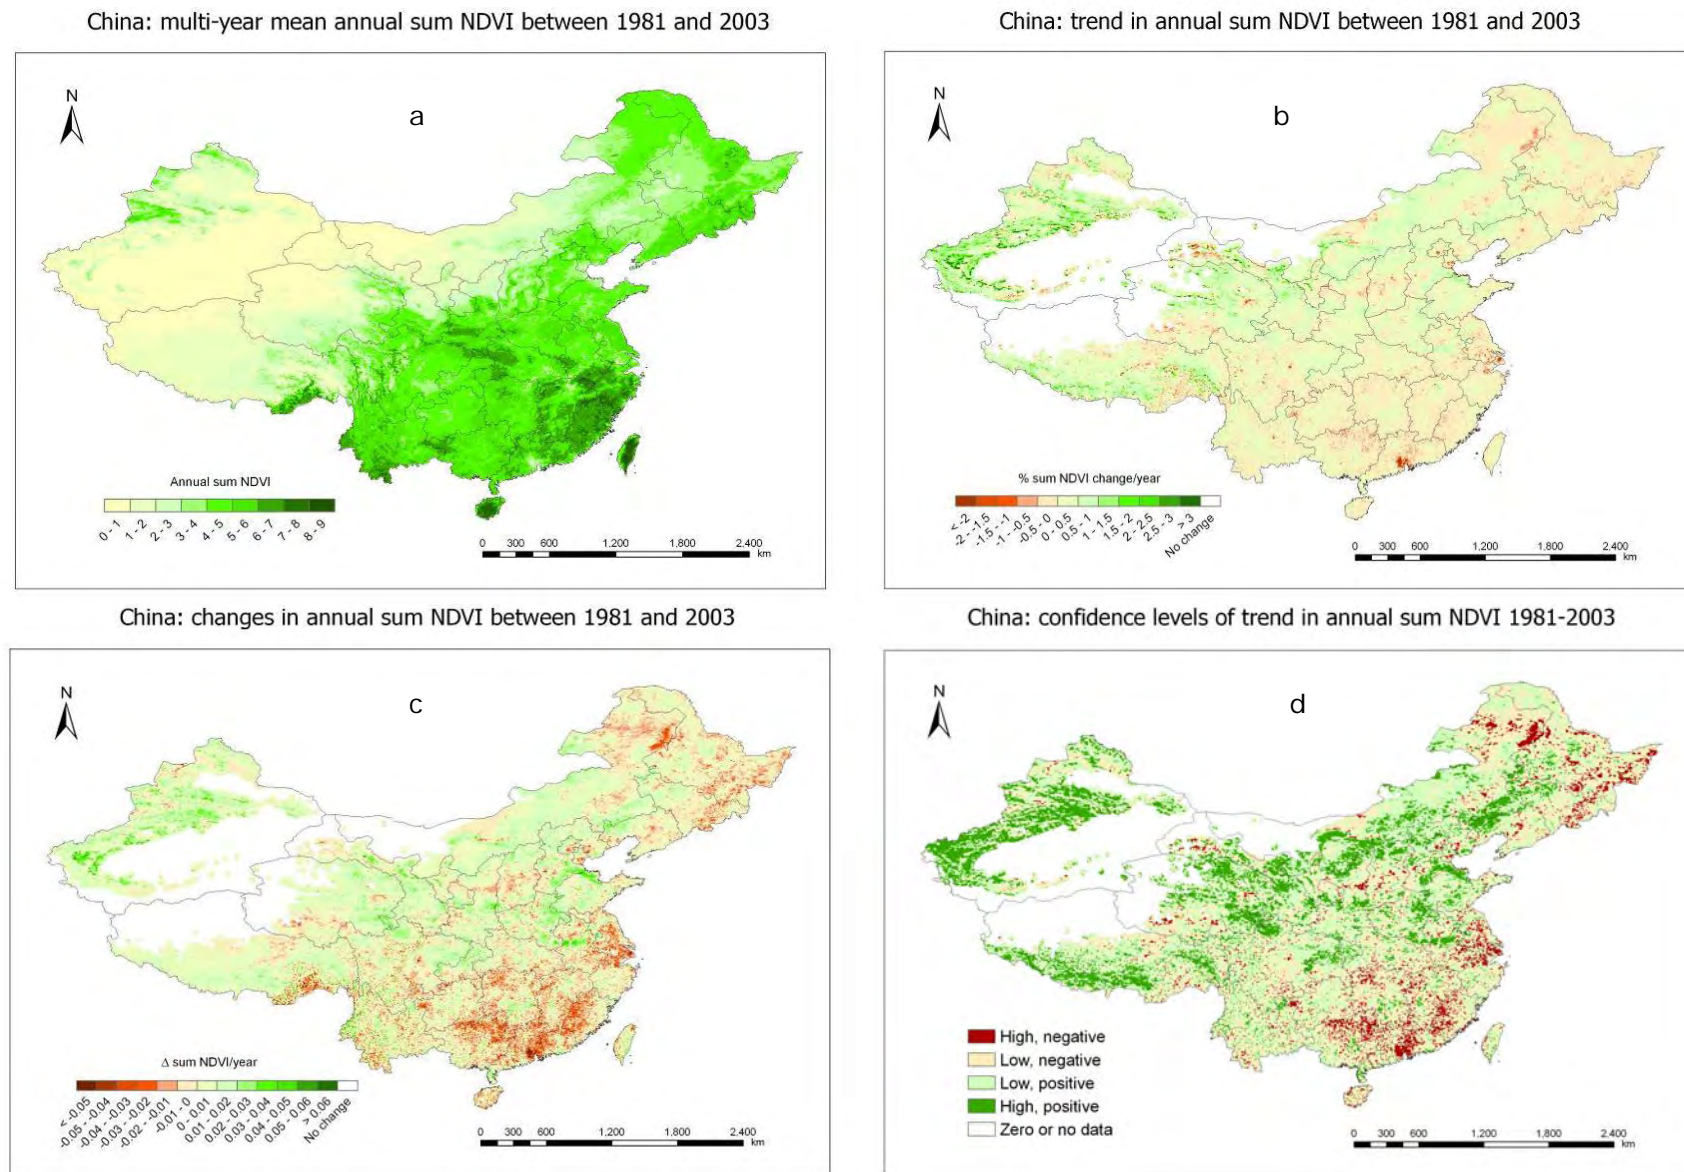 China: multi-year mean annual sum NDVI between 1981 and 2003
N
a
Annual sum NDVI
0 - 1
1 - 2
2 - 3
3 - 4
4 - 5
5 - 6
6 - 7
7 - 8
8 - 9
0 300 600 1,200 1,800 2,400
km
China: trend in annual sum NDVI between 1981 and 2003
N
b
% sum NDVI change/year
< -2
-2 - -1.5
-1.5 - -1
-1 - -0.5
-0.5 - 0
0 - 0.5
0.5 - 1
1 - 1.5
1.5 - 2
2 - 2.5
2.5 - 3
> 3
No change
0 300 600 1,200 1,800 2,400
km
China: changes in annual sum NDVI between 1981 and 2003
N
c
Δ sum NDVI/year
< -0.05
-0.05 - -0.04
-0.04 - -0.03
-0.03 - -0.02
-0.02 - -0.01
-0.01 - 0
0 - 0.01
0.01 - 0.02
0.02 - 0.03
0.03 - 0.04
0.04 - 0.05
0.05 - 0.06
> 0.06
No change
0 300 600 1,200 1,800 2,400
km
China: confidence levels of trend in annual sum NDVI 1981-2003
N
d
High, negative
Low, negative
Low, positive
High, positive
Zero or no data
0 300 600 1,200 1,800 2,400
km